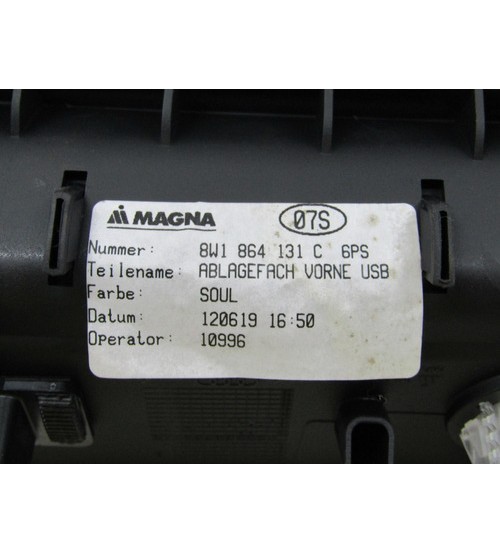 MAGNA
07S
Nummer: 8W1 864 131 C 6PS
Teilename: ABLAGEFACH VORNE USB
Farbe: SOUL
Datum: 120619 16:50
Operator: 10996